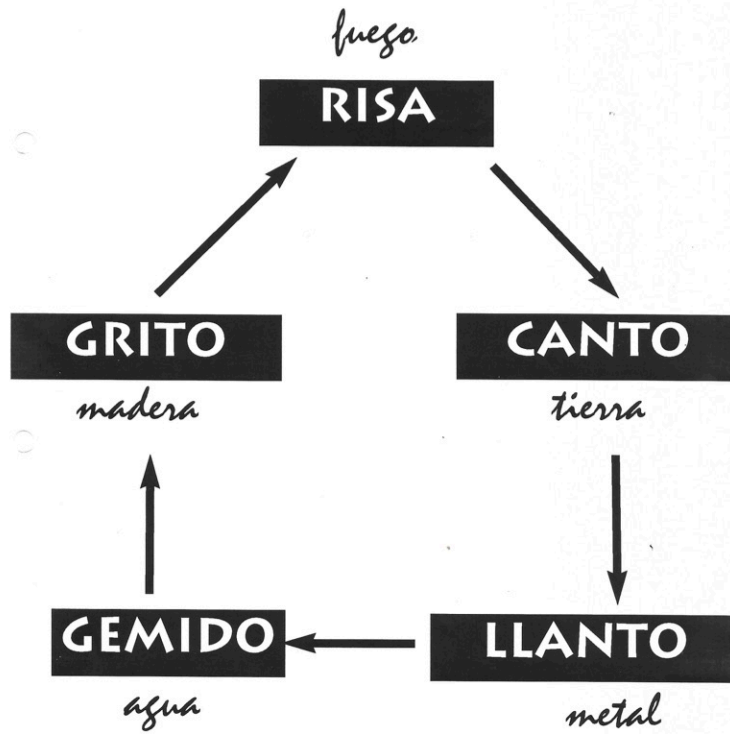 fuego
RISA
GRITO
madera
CANTO
tierra
GEMIDO
agua
LLANTO
metal